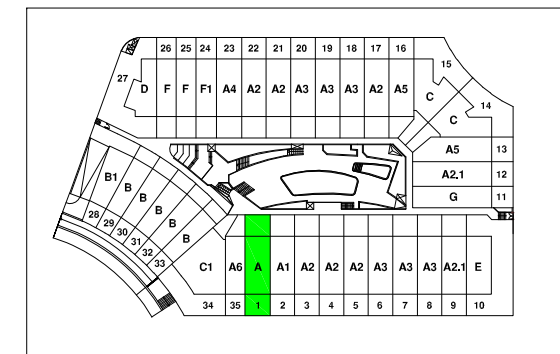 26 25 24 23 22 21 20 19 18 17 16
15
27
D F F F1 A4 A2 A2 A3 A3 A3 A2 A5
C
14
C
A5 13
A2.1 12
G 11
B1
B
B
B
B
B
28
29
30
31
32
33
C1 A6 A A1 A2 A2 A2 A3 A3 A3 A2.1 E
34 35 1 2 3 4 5 6 7 8 9 10